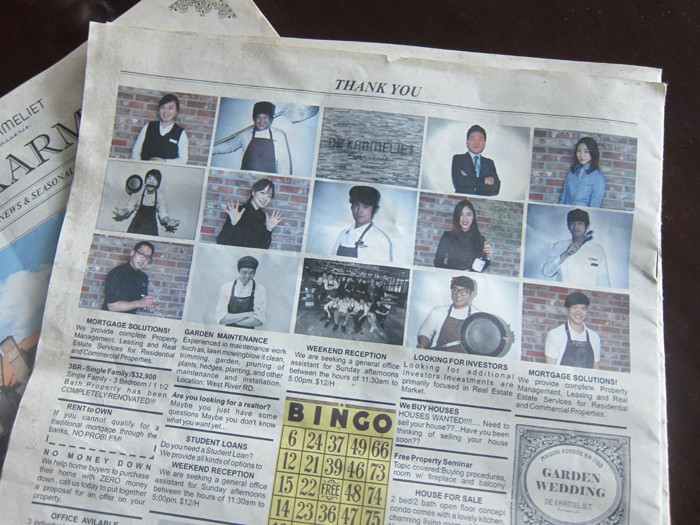 THANK YOU
DE KARMELIET
KARMELIET
KARM
NEWS & SEASONAL
MORTGAGE SOLUTIONS!
We provide complete Property
Management, Leasing and Real
Estate Services for Residential
and Commercial Properties.
3BR- Single Family /$32,900
Single Family - 3 Bedroom / 1 1/2
Bath Property has been
COMPLETELY RENOVATED!!!
RENT to OWN
If you cannot qualify for a
traditional mortgage through the
banks, NO PROBLEM!
NO MONEY DOWN
We help home buyers to purchase
their home with ZERO money
down, call us today to put together
a proposal for an offer on your
property.
OFFICE AVILABLE
GARDEN MAINTENANCE
Experienced in maintenance work
such as, lawn mowing blow it clean,
trimming, garden, pruning of
plants, hedges, planting, and other
maintenance and installation.
Location: West River RD.
Are you looking for a realtor?
Maybe you just have some
questions Maybe you don't know
what you want yet...
STUDENT LOANS
Do you need a Student Loan?
We provide all kinds of options to
WEEKEND RECEPTION
We are seeking a general office
assistant for Sunday afternoons
between the hours of 11:30am
to 5:00pm. $12/H
WEEKEND RECEPTION
We are seeking a general office
assistant for Sunday afternoons
between the hours of 11:30am to
5:00pm. $12/H
BINGO
6 24 37 49 66
12 21 39 46 73
15 22 FREE 48 74
14 23 36 47 75
LOOKING FOR INVESTORS
Looking for additional
investors Investments are
primarily focused in Real Estate
Market.
We BUY HOUSES
HOUSES WANTED!!!!... Need to
sell your house??...Have you been
thinking of selling your house
soon??
Free Property Seminar
Topic covered Buying procedures,
HOUSE FOR SALE
2 bed/2 bath open floor concept
condo comes with a lovely kitchen,
MORTGAGE SOLUTIONS!
We provide complete Property
Management, Leasing and Real
Estate Services for Residential
and Commercial Properties.
MAISON FONDÉE EN
GARDEN
WEDDING
DE KARMELIET